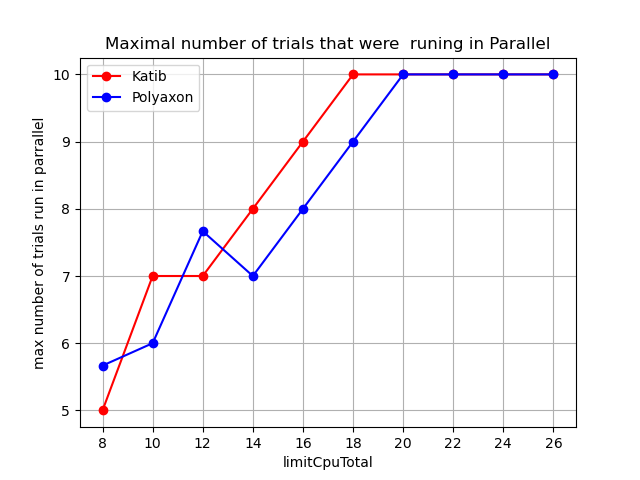 Maximal number of trials that were  runing in Parallel
Katib
Polyaxon
max number of trials run in parrallel
10
9
8
7
6
5
8 10 12 14 16 18 20 22 24 26
limitCpuTotal